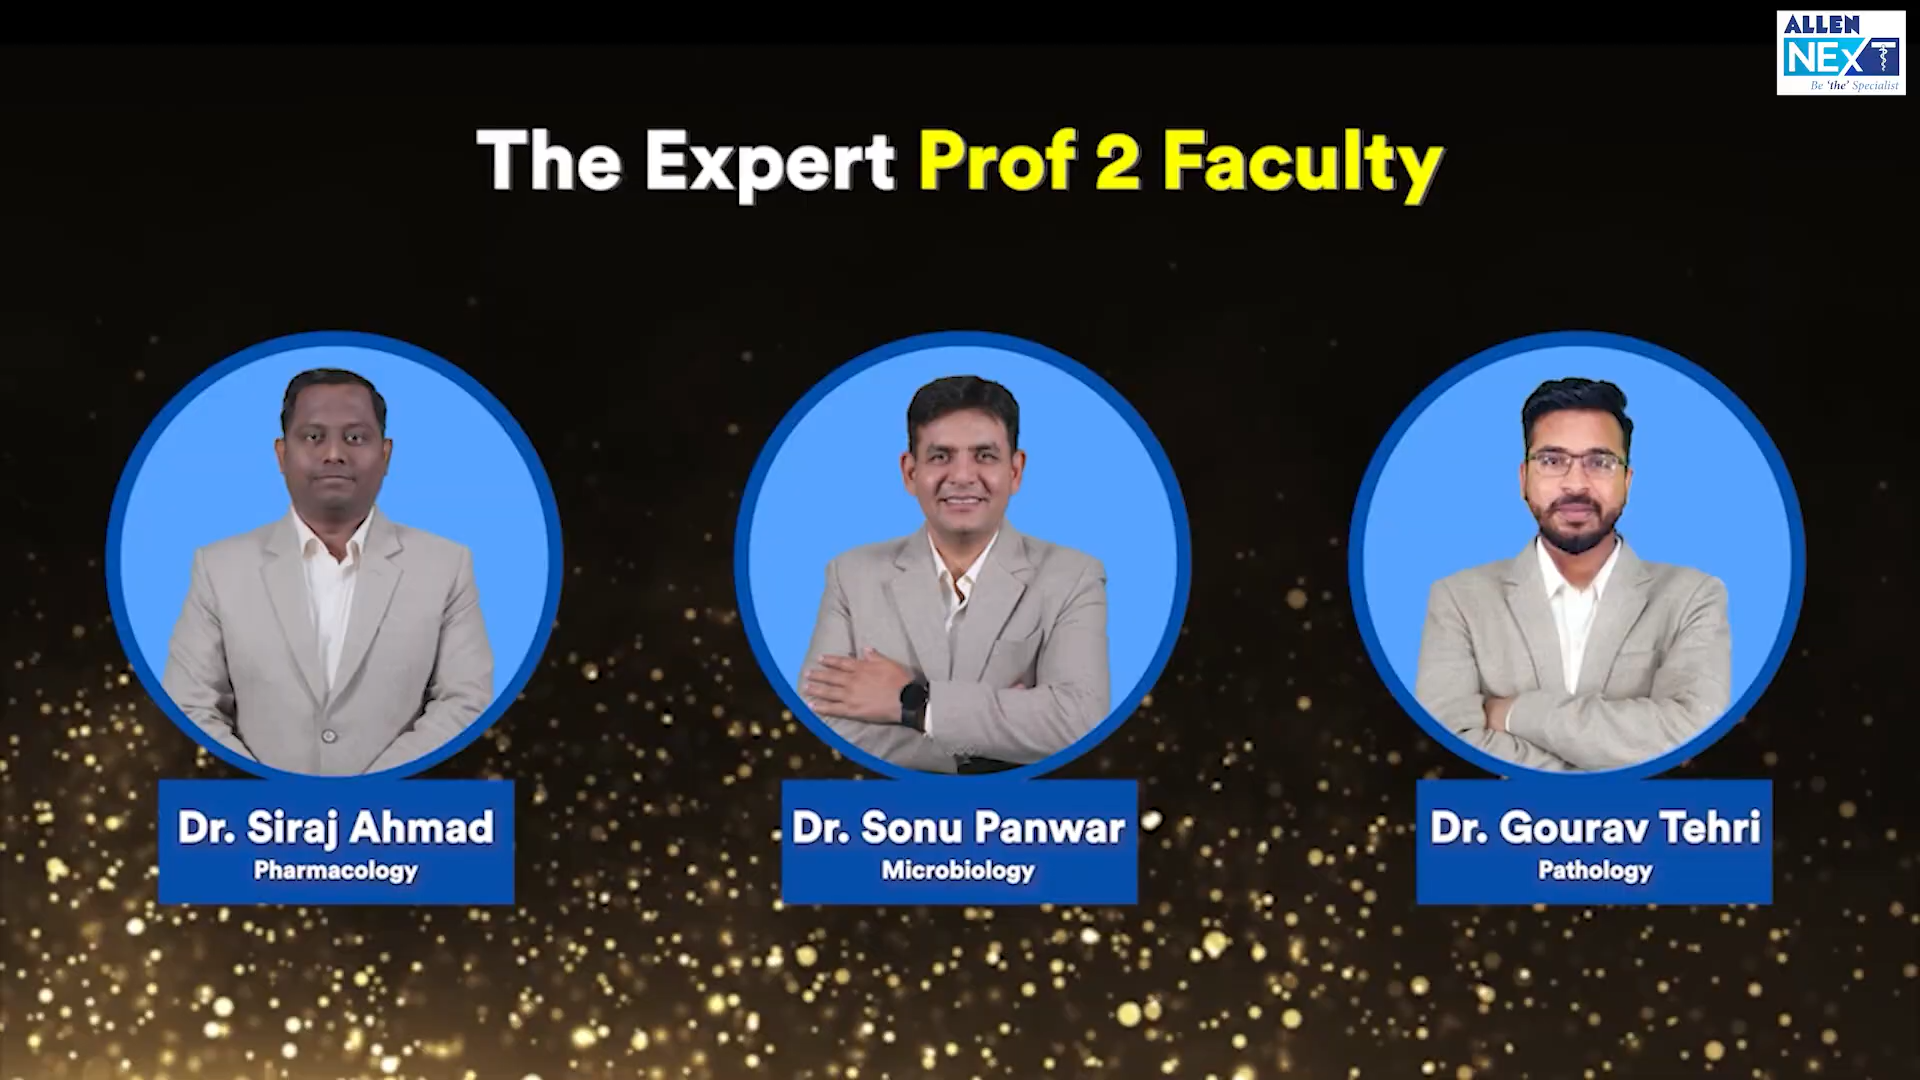 ALLEN
NEXT
Be 'the' Specialist
The Expert Prof 2 Faculty
Dr. Siraj Ahmad
Pharmacology
Dr. Sonu Panwar
Microbiology
Dr. Gourav Tehri
Pathology